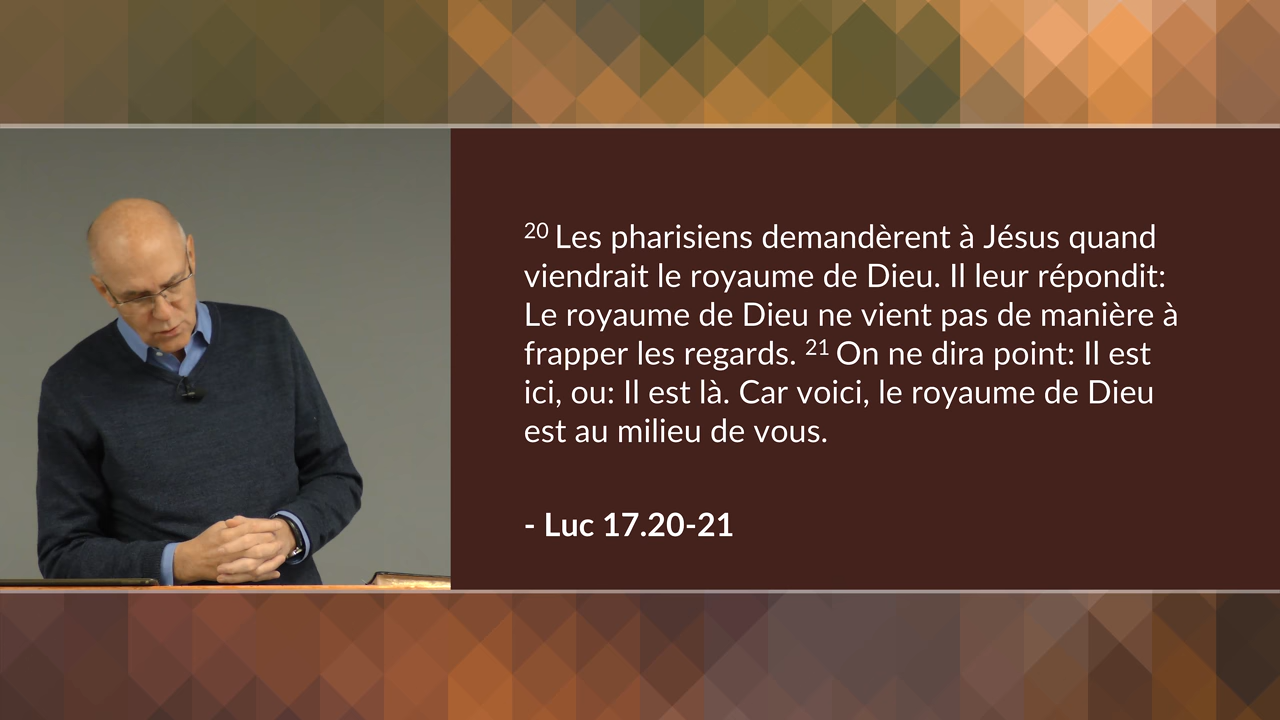 20 Les pharisiens demandèrent à Jésus quand
viendrait le royaume de Dieu. Il leur répondit:
Le royaume de Dieu ne vient pas de manière à
frapper les regards. 21 On ne dira point: Il est
ici, ou: Il est là. Car voici, le royaume de Dieu
est au milieu de vous.
- Luc 17.20-21